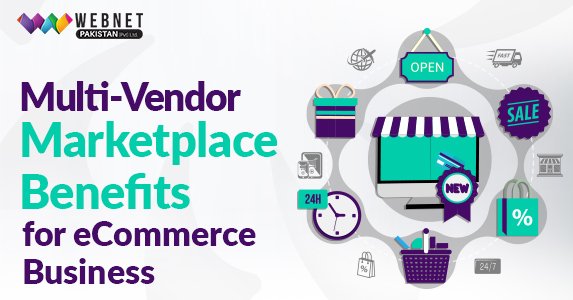 WEBNET
PAKISTAN (Pvt) Ltd.
Multi-Vendor
Marketplace
Benefits
for eCommerce
Business
OPEN
FAST
SALE
NEW
24H
%
%
24/7